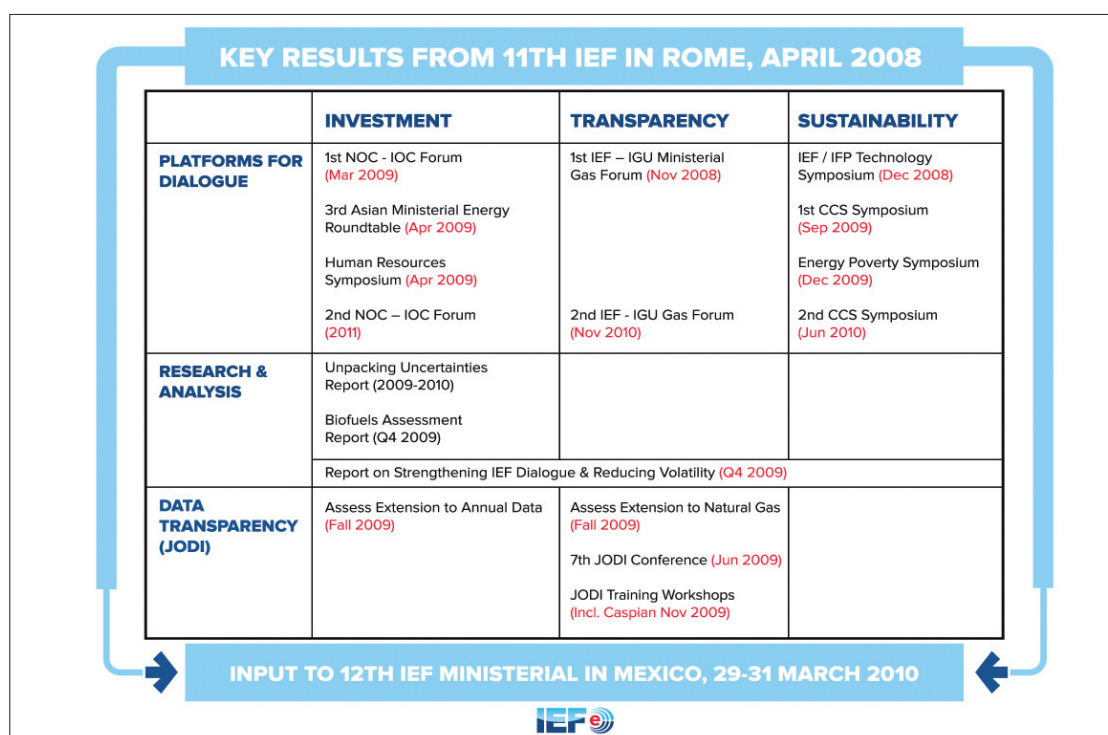 KEY RESULTS FROM 11TH IEF IN ROME, APRIL 2008
INVESTMENT
TRANSPARENCY
SUSTAINABILITY
PLATFORMS FOR
DIALOGUE
1st NOC - IOC Forum
(Mar 2009)
3rd Asian Ministerial Energy
Roundtable (Apr 2009)
Human Resources
Symposium (Apr 2009)
2nd NOC – IOC Forum
(2011)
1st IEF – IGU Ministerial
Gas Forum (Nov 2008)
2nd IEF - IGU Gas Forum
(Nov 2010)
IEF / IFP Technology
Symposium (Dec 2008)
1st CCS Symposium
(Sep 2009)
Energy Poverty Symposium
(Dec 2009)
2nd CCS Symposium
(Jun 2010)
RESEARCH &
ANALYSIS
Unpacking Uncertainties
Report (2009-2010)
Biofuels Assessment
Report (Q4 2009)
Report on Strengthening IEF Dialogue & Reducing Volatility (Q4 2009)
DATA
TRANSPARENCY
(JODI)
Assess Extension to Annual Data
(Fall 2009)
Assess Extension to Natural Gas
(Fall 2009)
7th JODI Conference (Jun 2009)
JODI Training Workshops
(Incl. Caspian Nov 2009)
INPUT TO 12TH IEF MINISTERIAL IN MEXICO, 29-31 MARCH 2010
IEF e